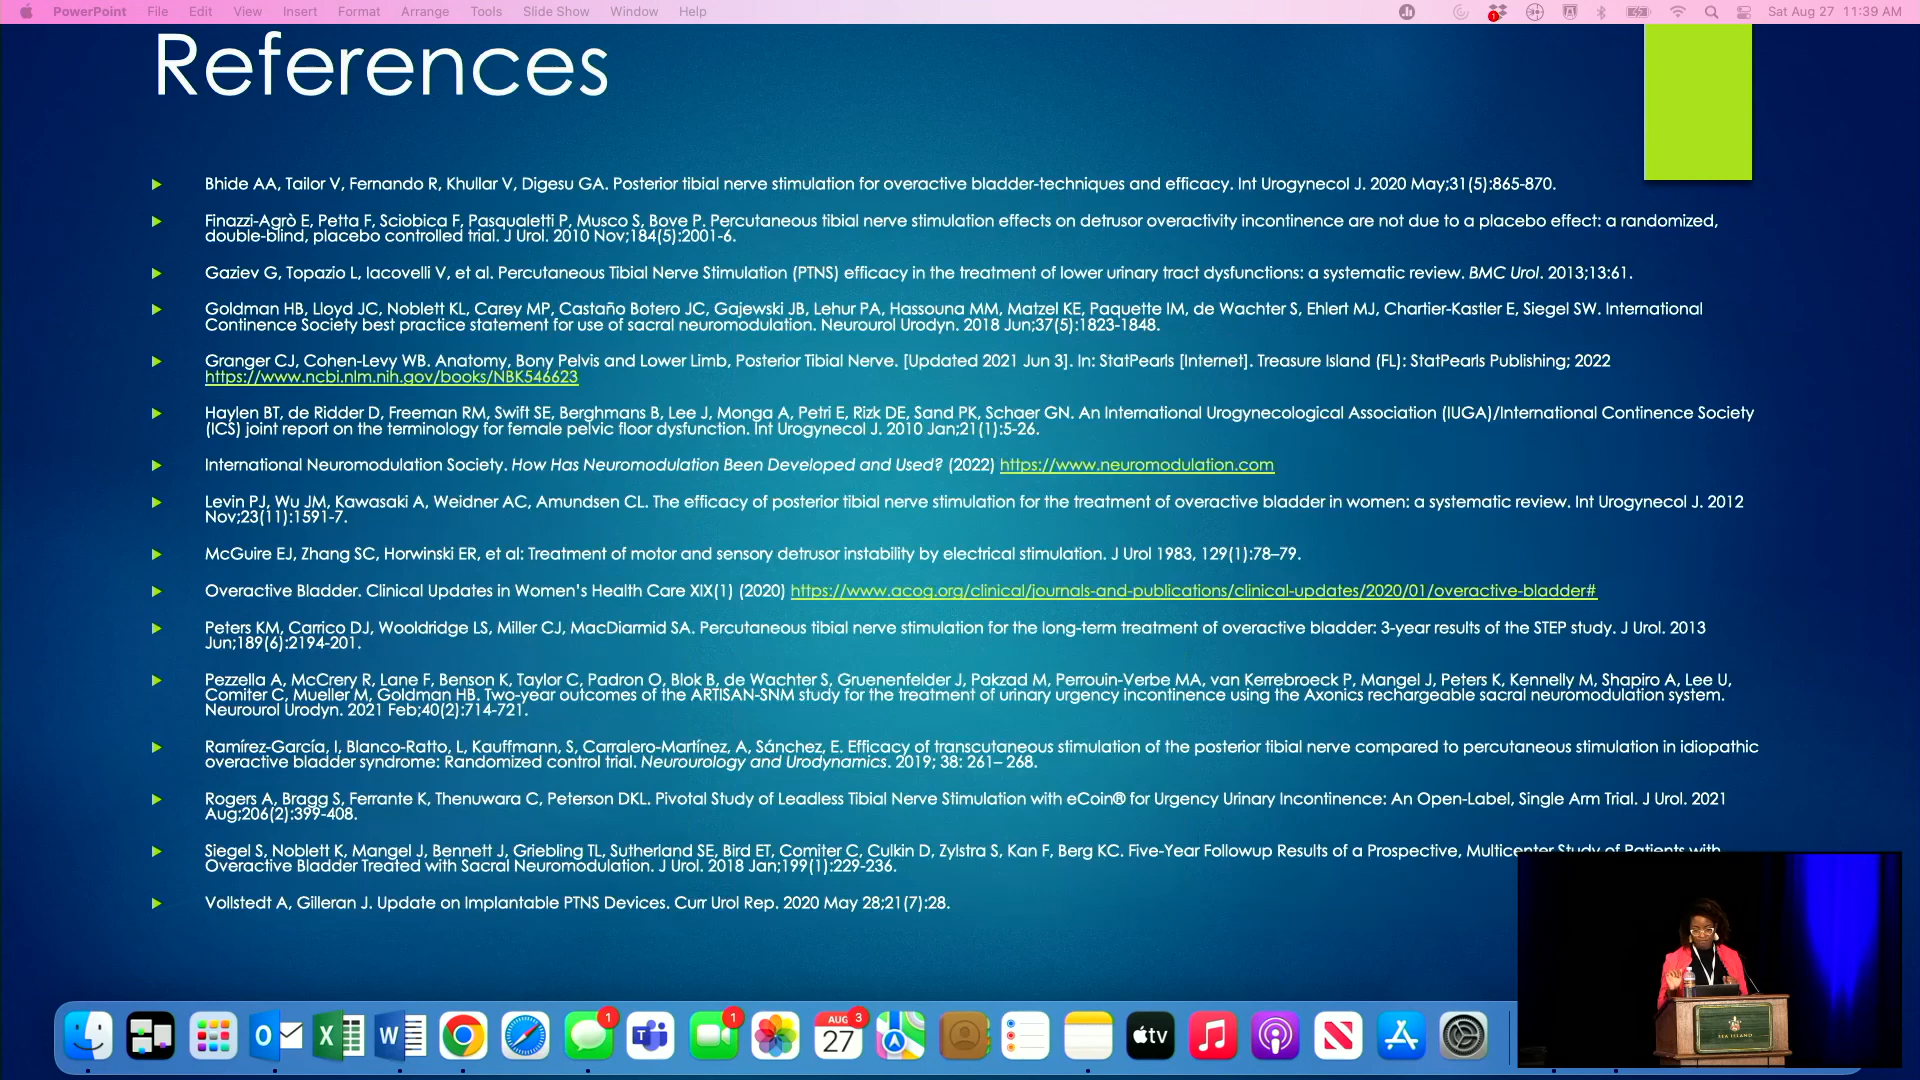 PowerPoint File Edit View Insert Format Arrange Tools Slide Show Window Help 1 Sat Aug 27 11:39 AM
References
Bhide AA, Tailor V, Fernando R, Khullar V, Digesu GA. Posterior tibial nerve stimulation for overactive bladder-techniques and efficacy. Int Urogynecol J. 2020 May;31(5):865-870.
Finazzi-Agrò E, Petta F, Sciobica F, Pasqualetti P, Musco S, Bove P. Percutaneous tibial nerve stimulation effects on detrusor overactivity incontinence are not due to a placebo effect: a randomized,
double-blind, placebo controlled trial. J Urol. 2010 Nov;184(5):2001-6.
Gaziev G, Topazio L, Iacovelli V, et al. Percutaneous Tibial Nerve Stimulation (PTNS) efficacy in the treatment of lower urinary tract dysfunctions: a systematic review. BMC Urol. 2013;13:61.
Goldman HB, Lloyd JC, Noblett KL, Carey MP, Castaño Botero JC, Gajewski JB, Lehur PA, Hassouna MM, Matzel KE, Paquette IM, de Wachter S, Ehlert MJ, Chartier-Kastler E, Siegel SW. International
Continence Society best practice statement for use of sacral neuromodulation. Neurourol Urodyn. 2018 Jun;37(5):1823-1848.
Granger CJ, Cohen-Levy WB. Anatomy, Bony Pelvis and Lower Limb, Posterior Tibial Nerve. [Updated 2021 Jun 3]. In: StatPearls [Internet]. Treasure Island (FL): StatPearls Publishing; 2022
https://www.ncbi.nlm.nih.gov/books/NBK546623
Haylen BT, de Ridder D, Freeman RM, Swift SE, Berghmans B, Lee J, Monga A, Petri E, Rizk DE, Sand PK, Schaer GN. An International Urogynecological Association (IUGA)/International Continence Society
(ICS) joint report on the terminology for female pelvic floor dysfunction. Int Urogynecol J. 2010 Jan;21(1):5-26.
International Neuromodulation Society. How Has Neuromodulation Been Developed and Used? (2022) https://www.neuromodulation.com
Levin PJ, Wu JM, Kawasaki A, Weidner AC, Amundsen CL. The efficacy of posterior tibial nerve stimulation for the treatment of overactive bladder in women: a systematic review. Int Urogynecol J. 2012
Nov;23(11):1591-7.
McGuire EJ, Zhang SC, Horwinski ER, et al: Treatment of motor and sensory detrusor instability by electrical stimulation. J Urol 1983, 129(1):78–79.
Overactive Bladder. Clinical Updates in Women's Health Care XIX(1) (2020) https://www.acog.org/clinical/journals-and-publications/clinical-updates/2020/01/overactive-bladder#
Peters KM, Carrico DJ, Wooldridge LS, Miller CJ, MacDiarmid SA. Percutaneous tibial nerve stimulation for the long-term treatment of overactive bladder: 3-year results of the STEP study. J Urol. 2013
Jun;189(6):2194-201.
Pezzella A, McCrery R, Lane F, Benson K, Taylor C, Padron O, Blok B, de Wachter S, Gruenenfelder J, Pakzad M, Perrouin-Verbe MA, van Kerrebroeck P, Mangel J, Peters K, Kennelly M, Shapiro A, Lee U,
Comiter C, Mueller M, Goldman HB. Two-year outcomes of the ARTISAN-SNM study for the treatment of urinary urgency incontinence using the Axonics rechargeable sacral neuromodulation system.
Neurourol Urodyn. 2021 Feb;40(2):714-721.
Ramírez-García, I, Blanco-Ratto, L, Kauffmann, S, Carralero-Martínez, A, Sánchez, E. Efficacy of transcutaneous stimulation of the posterior tibial nerve compared to percutaneous stimulation in idiopathic
overactive bladder syndrome: Randomized control trial. Neurourology and Urodynamics. 2019; 38: 261– 268.
Rogers A, Bragg S, Ferrante K, Thenuwara C, Peterson DKL. Pivotal Study of Leadless Tibial Nerve Stimulation with eCoin® for Urgency Urinary Incontinence: An Open-Label, Single Arm Trial. J Urol. 2021
Aug;206(2):399-408.
Siegel S, Noblett K, Mangel J, Bennett J, Griebling TL, Sutherland SE, Bird ET, Comiter C, Culkin D, Zylstra S, Kan F, Berg KC. Five-Year Followup Results of a Prospective, Multicenter Study of Patients with
Overactive Bladder Treated with Sacral Neuromodulation. J Urol. 2018 Jan;199(1):229-236.
Vollstedt A, Gilleran J. Update on Implantable PTNS Devices. Curr Urol Rep. 2020 May 28;21(7):28.
O X W 1 T 1 AUG 27 3 tv N
SEA ISLAND